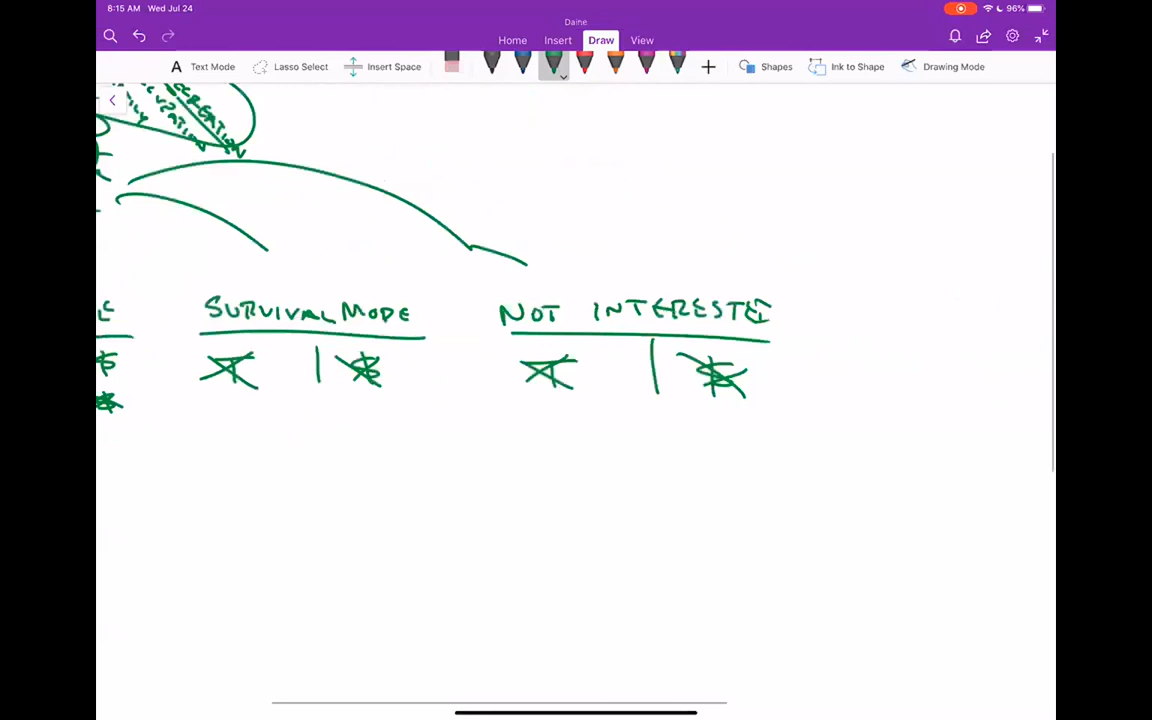 8:15 AM Wed Jul 24
96%
Daine
Home Insert Draw View
Text Mode Lasso Select Insert Space Shapes Ink to Shape Drawing Mode
SURVIVAL MODE NOT INTERESTE
T | $ T | $
$